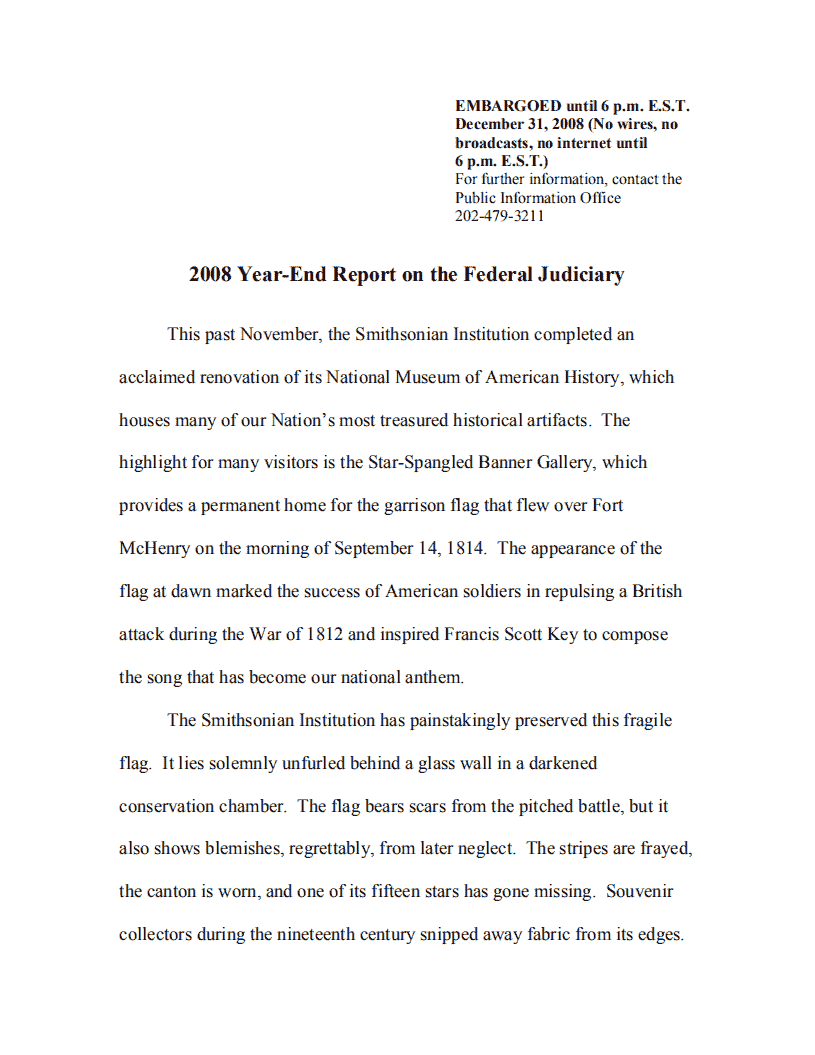 EMBARGOED until 6 p.m. E.S.T.
December 31, 2008 (No wires, no
broadcasts, no internet until
6 p.m. E.S.T.)
For further information, contact the
Public Information Office
202-479-3211
2008 Year-End Report on the Federal Judiciary
This past November, the Smithsonian Institution completed an
acclaimed renovation of its National Museum of American History, which
houses many of our Nation’s most treasured historical artifacts.  The
highlight for many visitors is the Star-Spangled Banner Gallery, which
provides a permanent home for the garrison flag that flew over Fort
McHenry on the morning of September 14, 1814.  The appearance of the
flag at dawn marked the success of American soldiers in repulsing a British
attack during the War of 1812 and inspired Francis Scott Key to compose
the song that has become our national anthem.
The Smithsonian Institution has painstakingly preserved this fragile
flag.  It lies solemnly unfurled behind a glass wall in a darkened
conservation chamber.  The flag bears scars from the pitched battle, but it
also shows blemishes, regrettably, from later neglect.  The stripes are frayed,
the canton is worn, and one of its fifteen stars has gone missing.  Souvenir
collectors during the nineteenth century snipped away fabric from its edges.